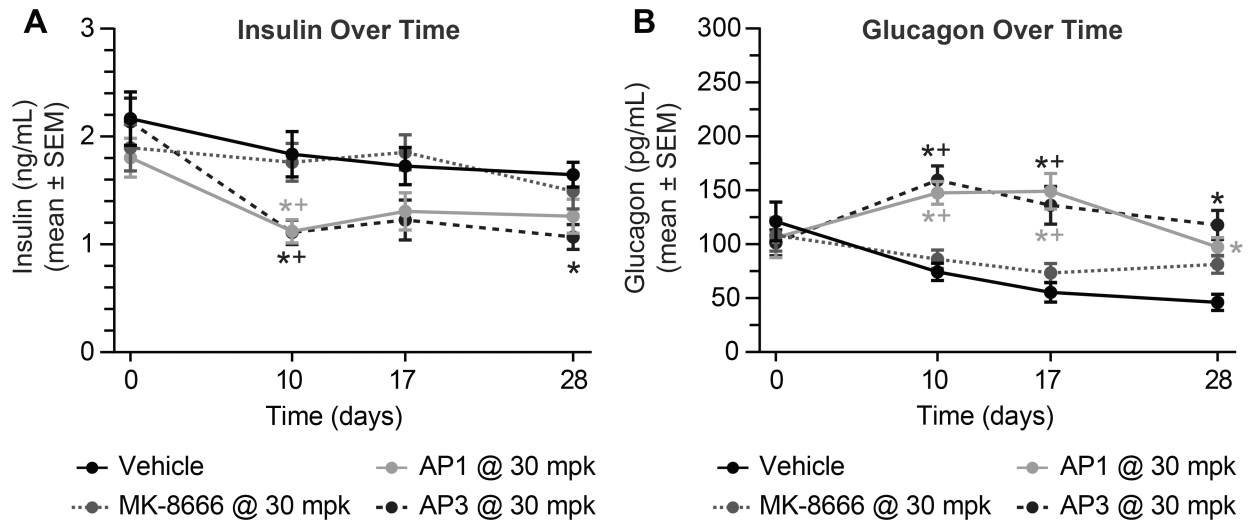 A
Insulin Over Time
Insulin (ng/mL)
(mean ± SEM)
3
2
1
0
*+
*+
*
0 10 17 28
Time (days)
Vehicle
AP1 @ 30 mpk
MK-8666 @ 30 mpk
AP3 @ 30 mpk
B
Glucagon Over Time
Glucagon (pg/mL)
(mean ± SEM)
300
250
200
150
100
50
0
*+
*+
*+
*+
*
*
0 10 17 28
Time (days)
Vehicle
AP1 @ 30 mpk
MK-8666 @ 30 mpk
AP3 @ 30 mpk